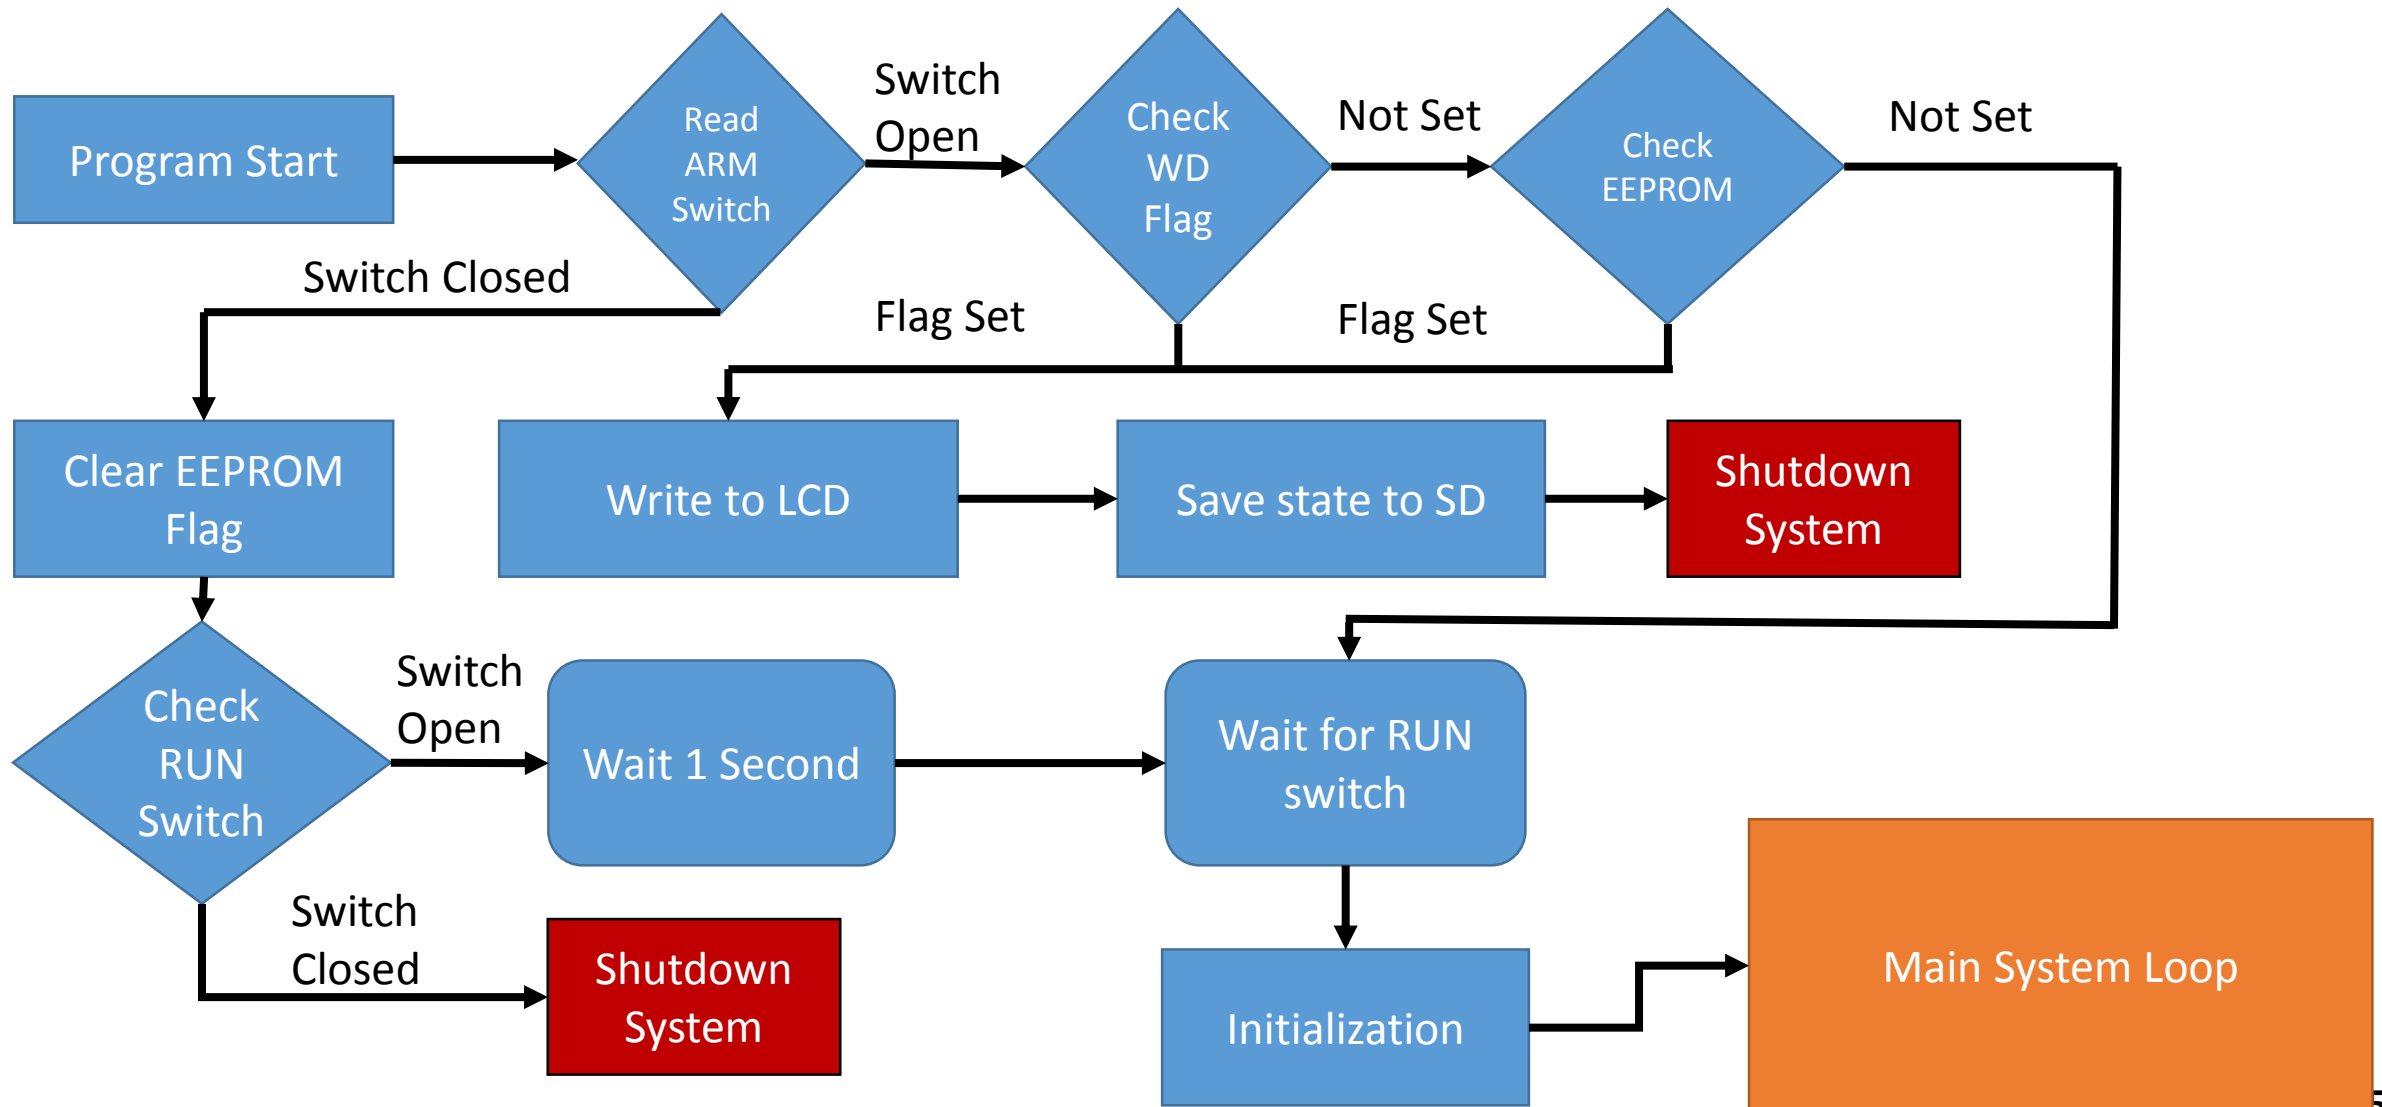 Program Start
Read
ARM
Switch
Switch
Open
Check
WD
Flag
Not Set
Check
EEPROM
Not Set
Switch Closed
Flag Set
Flag Set
Clear EEPROM
Flag
Write to LCD
Save state to SD
Shutdown
System
Check
RUN
Switch
Switch
Open
Wait 1 Second
Wait for RUN
switch
Switch
Closed
Shutdown
System
Initialization
Main System Loop